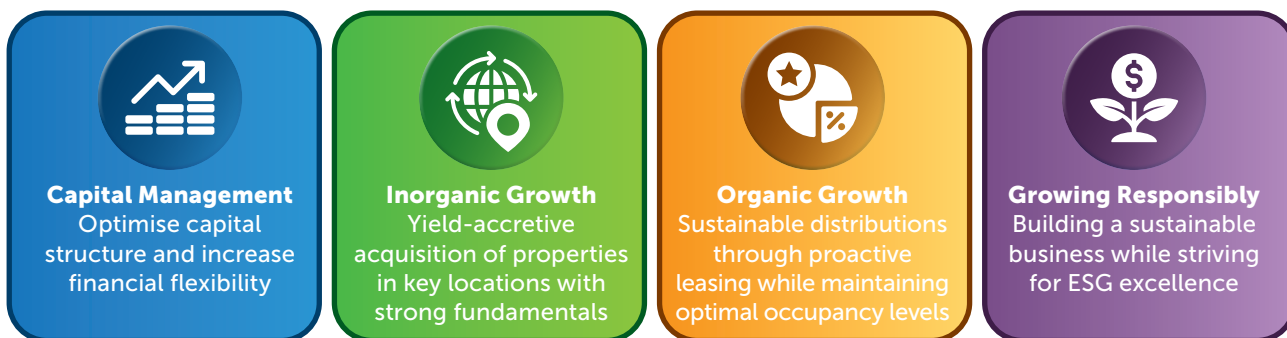 Capital Management
Optimise capital
structure and increase
financial flexibility
Inorganic Growth
Yield-accretive
acquisition of properties
in key locations with
strong fundamentals
%
Organic Growth
Sustainable distributions
through proactive
leasing while maintaining
optimal occupancy levels
$
Growing Responsibly
Building a sustainable
business while striving
for ESG excellence